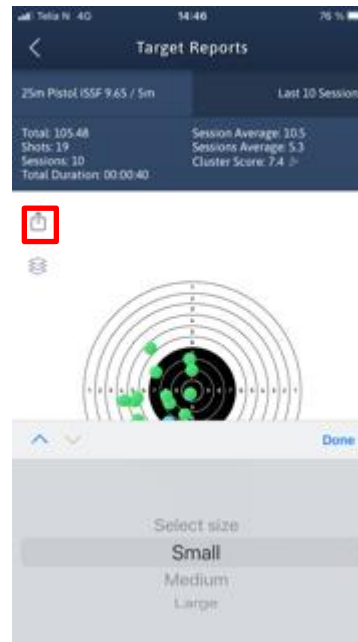 Telia N 4G 14:46 76 %
Target Reports
25m Pistol ISSF 9.65 / 5m Last 10 Session
Total: 105.48 Session Average: 10.5
Shots: 19 Sessions Average: 5.3
Sessions: 10 Cluster Score: 7.4
Total Duration: 00:00:40
Done
Select size
Small
Medium
Large